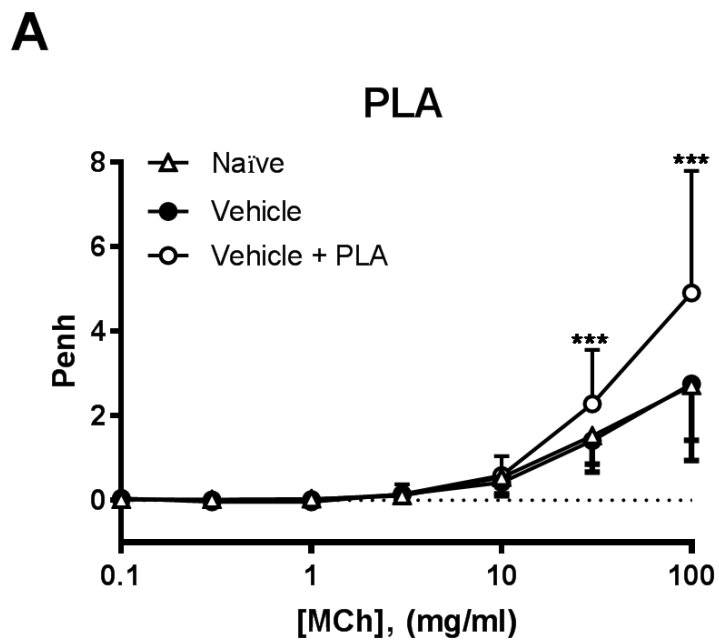 A
PLA
Naïve
Vehicle
Vehicle + PLA
***
***
8
6
4
2
0
Penh
0.1 1 10 100
[MCh], (mg/ml)